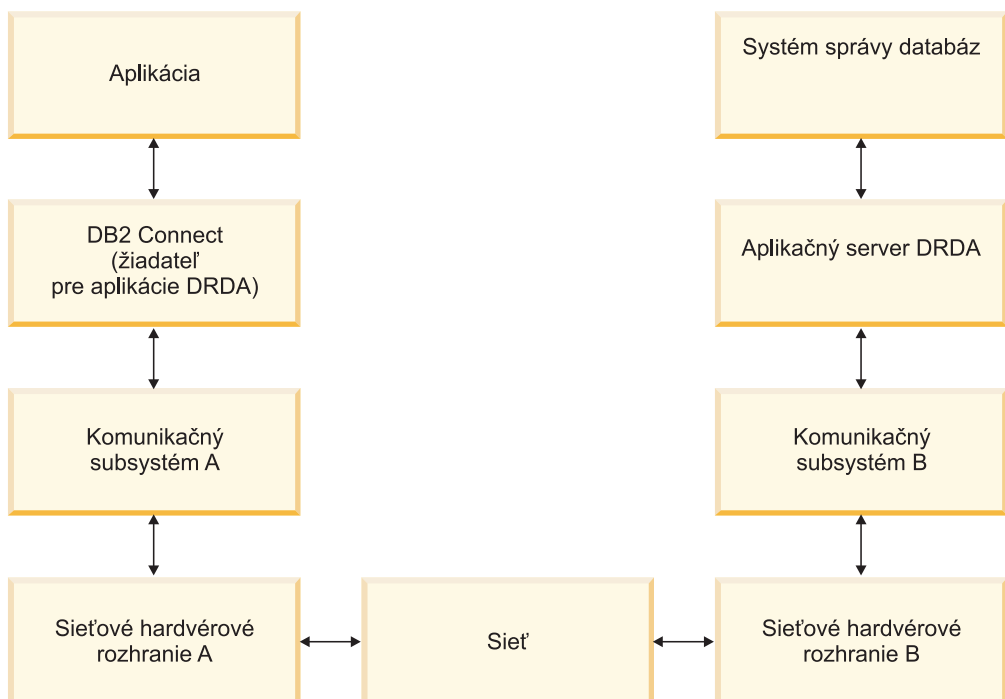 Aplikácia
Systém správy databáz
DB2 Connect
(žiadateľ
pre aplikácie DRDA)
Aplikačný server DRDA
Komunikačný
subsystém A
Komunikačný
subsystém B
Sieťové hardvérové
rozhranie A
Sieť
Sieťové hardvérové
rozhranie B